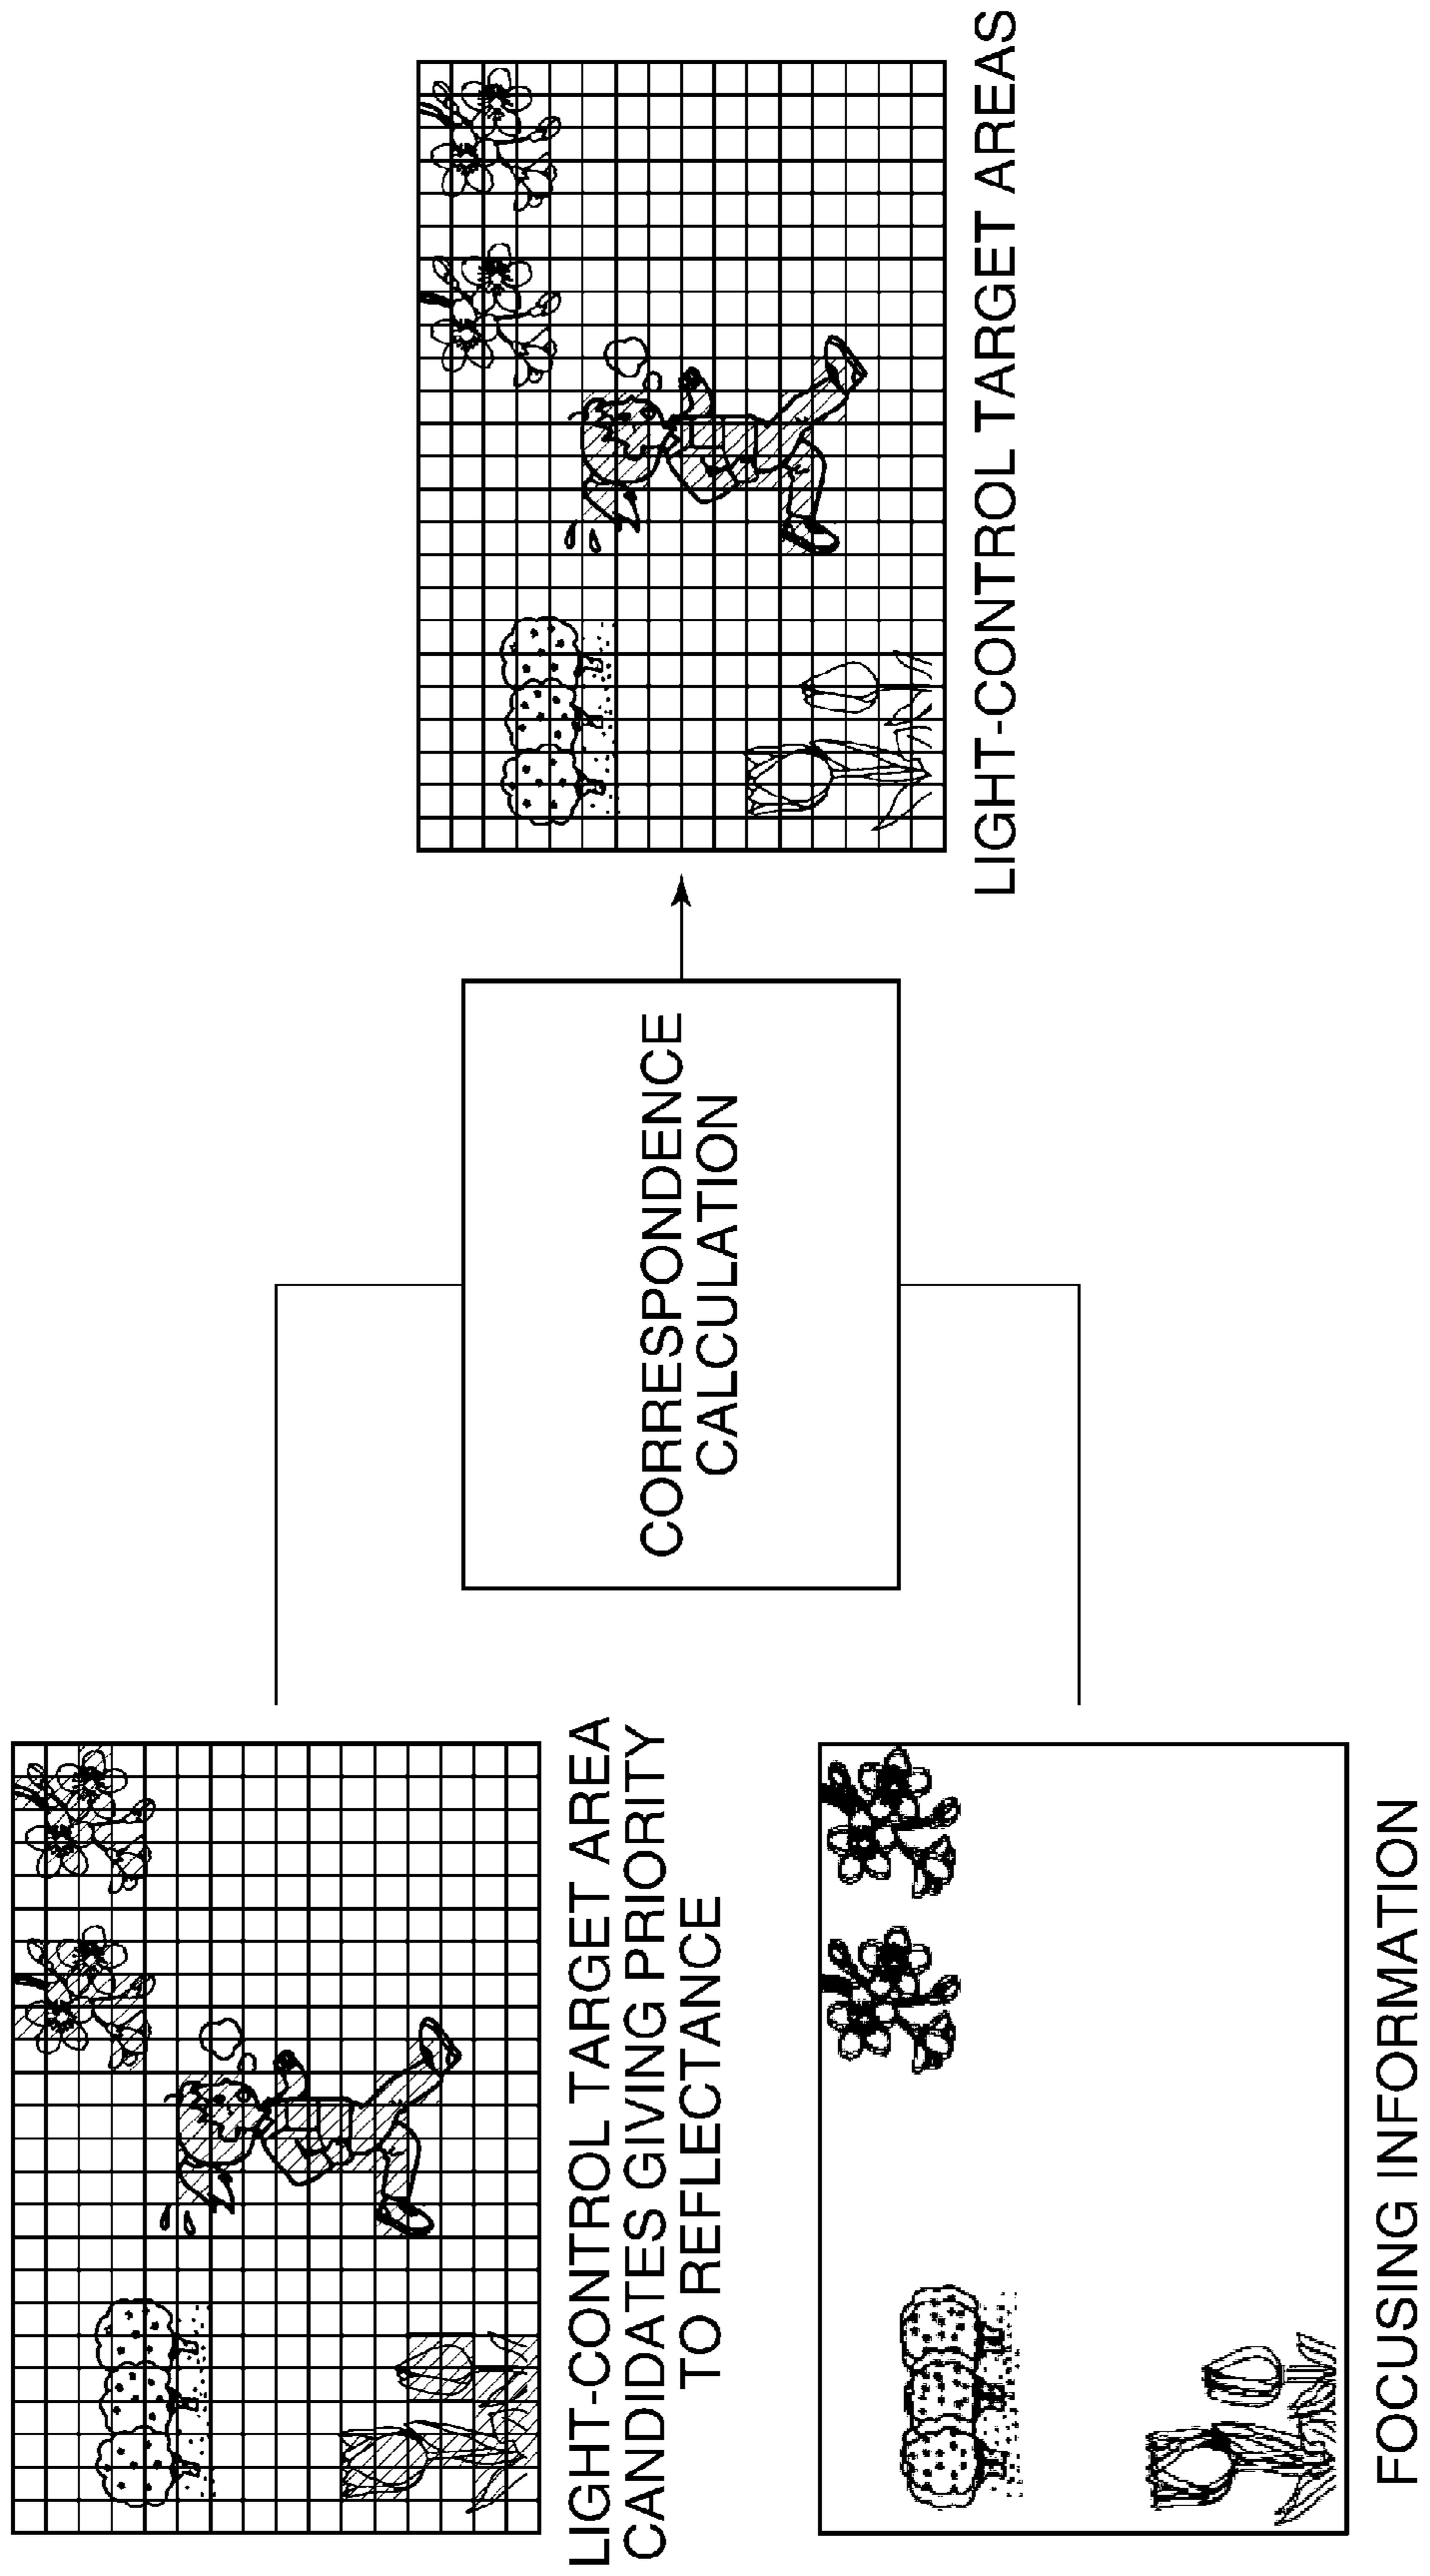 LIGHT-CONTROL TARGET AREA
CANDIDATES GIVING PRIORITY
TO REFLECTANCE
FOCUSING INFORMATION
CORRESPONDENCE
CALCULATION
LIGHT-CONTROL TARGET AREAS